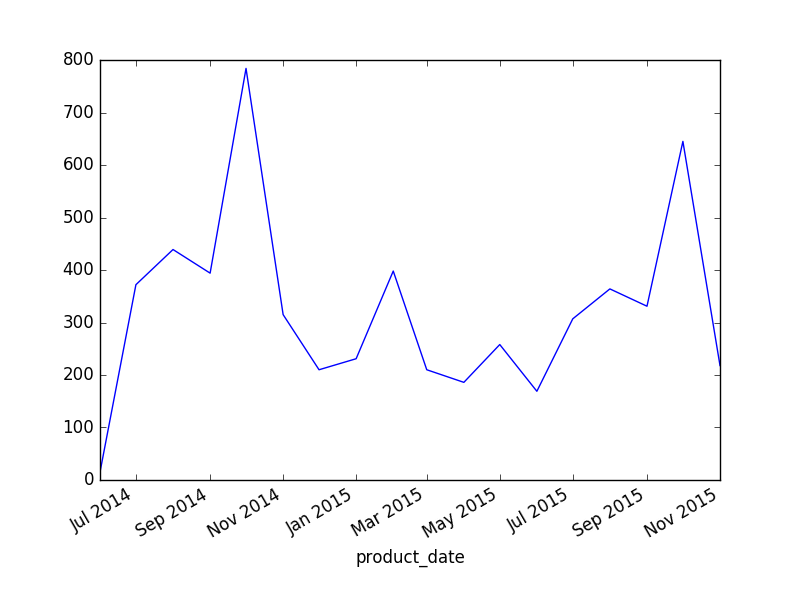 800
700
600
500
400
300
200
100
0
Jul 2014
Sep 2014
Nov 2014
Jan 2015
Mar 2015
May 2015
Jul 2015
Sep 2015
Nov 2015
product_date